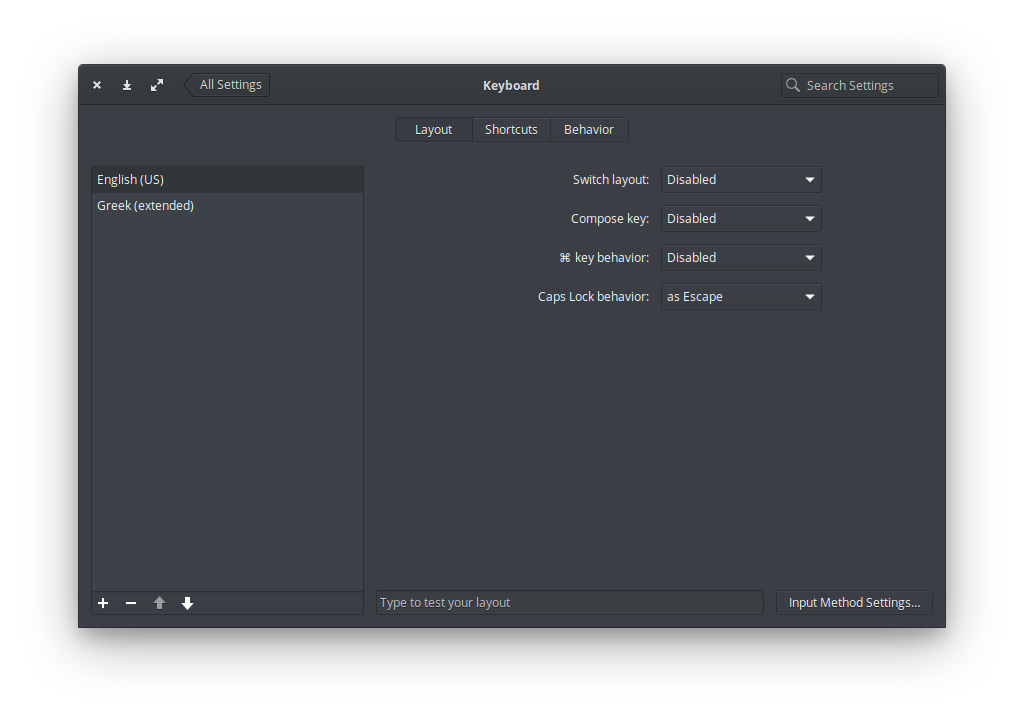 All Settings
Keyboard
Search Settings
Layout
Shortcuts
Behavior
English (US)
Greek (extended)
Switch layout: Disabled
Compose key: Disabled
⌘ key behavior: Disabled
Caps Lock behavior: as Escape
Type to test your layout
Input Method Settings...